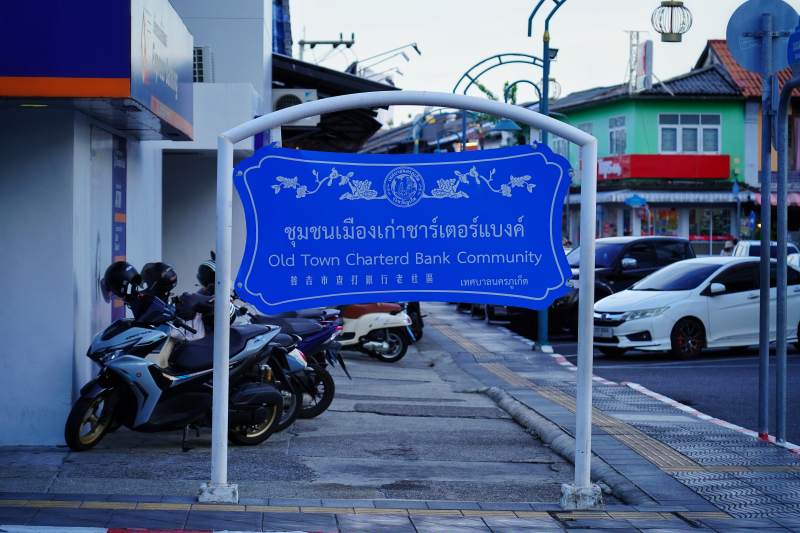 ชุมชนเมืองเก่าชาร์เตอร์แบงค์
Old Town Charterd Bank Community
普吉市查打銀行老社區
เทศบาลนครภูเก็ต